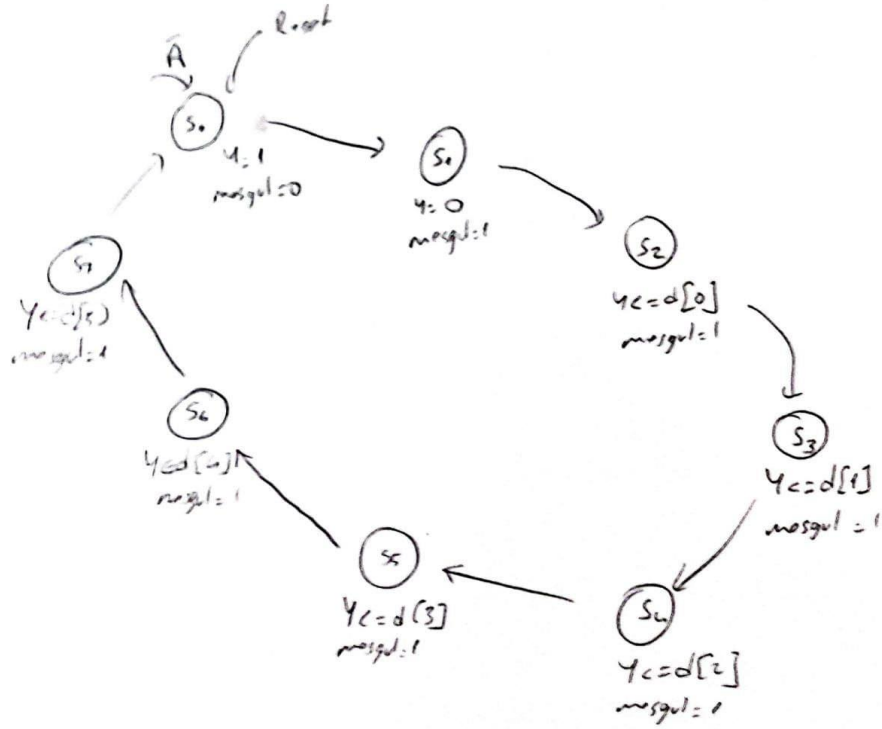 Reset
Ā
S0
y=1
mesgul=0
S1
y=0
mesgul=1
S2
y<=d[0]
mesgul=1
S3
y<=d[1]
mesgul=1
S4
y<=d[2]
mesgul=1
S5
y<=d[3]
mesgul=1
S6
y<=d[4]
mesgul=1
S7
y<=d[5]
mesgul=1